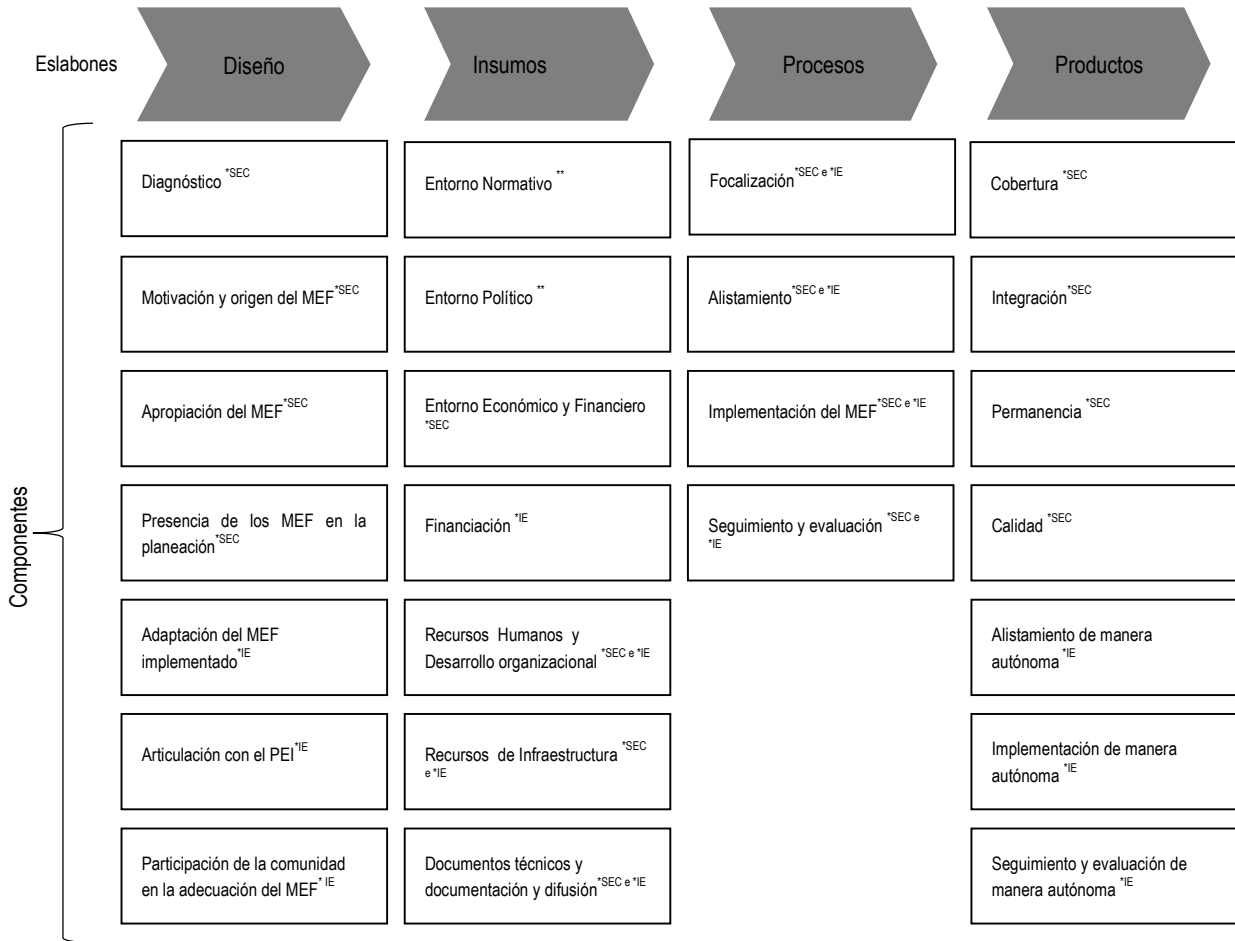 Eslabones
Diseño
Insumos
Procesos
Productos
Componentes
Diagnóstico *SEC
Motivación y origen del MEF*SEC
Apropiación del MEF*SEC
Presencia de los MEF en la
planeación*SEC
Adaptación del MEF
implementado*IE
Articulación con el PEI*IE
Participación de la comunidad
en la adecuación del MEF* IE
Entorno Normativo **
Entorno Político **
Entorno Económico y Financiero
*SEC
Financiación *IE
Recursos Humanos y
Desarrollo organizacional *SEC e *IE
Recursos de Infraestructura *SEC
e *IE
Documentos técnicos y
documentación y difusión*SEC e *IE
Focalización*SEC e *IE
Alistamiento*SEC e *IE
Implementación del MEF*SEC e *IE
Seguimiento y evaluación *SEC e
*IE
Cobertura *SEC
Integración*SEC
Permanencia *SEC
Calidad *SEC
Alistamiento de manera
autónoma *IE
Implementación de manera
autónoma *IE
Seguimiento y evaluación de
manera autónoma *IE